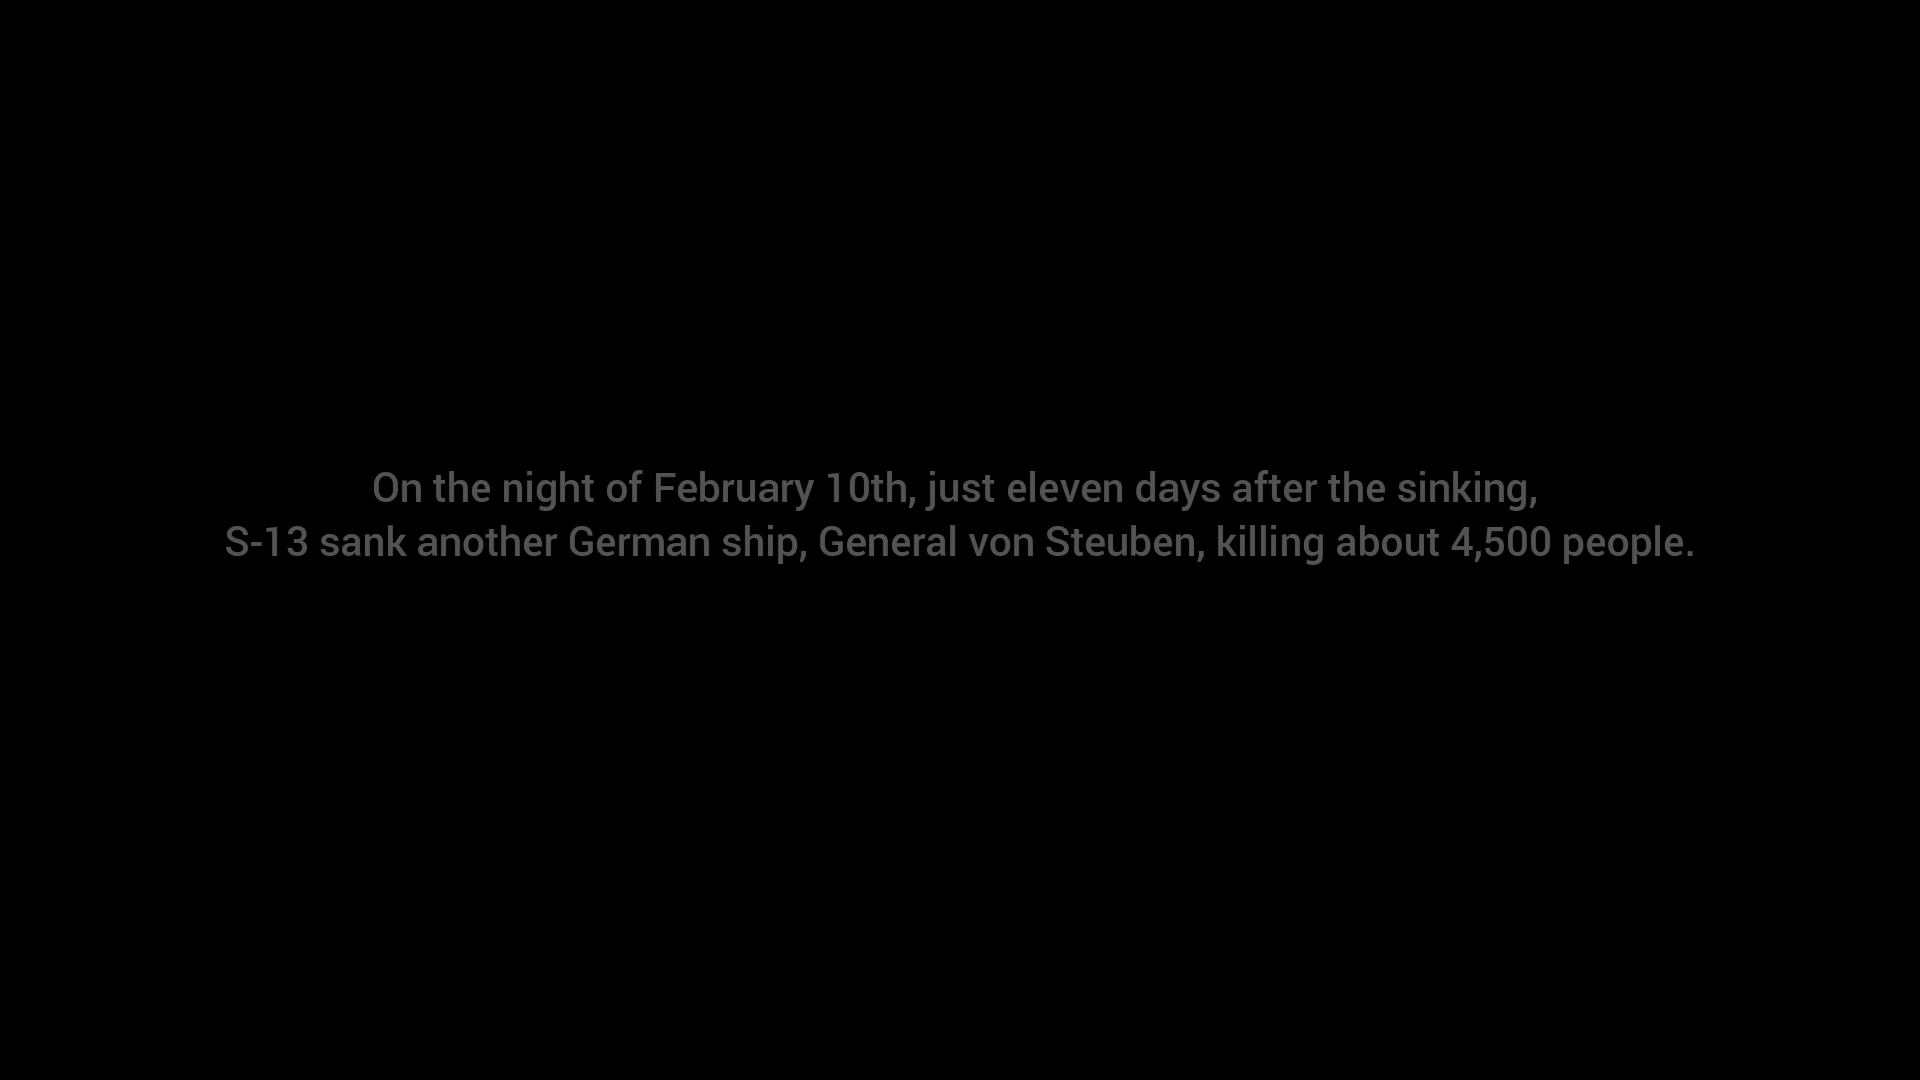 On the night of February 10th, just eleven days after the sinking,
S-13 sank another German ship, General von Steuben, killing about 4,500 people.